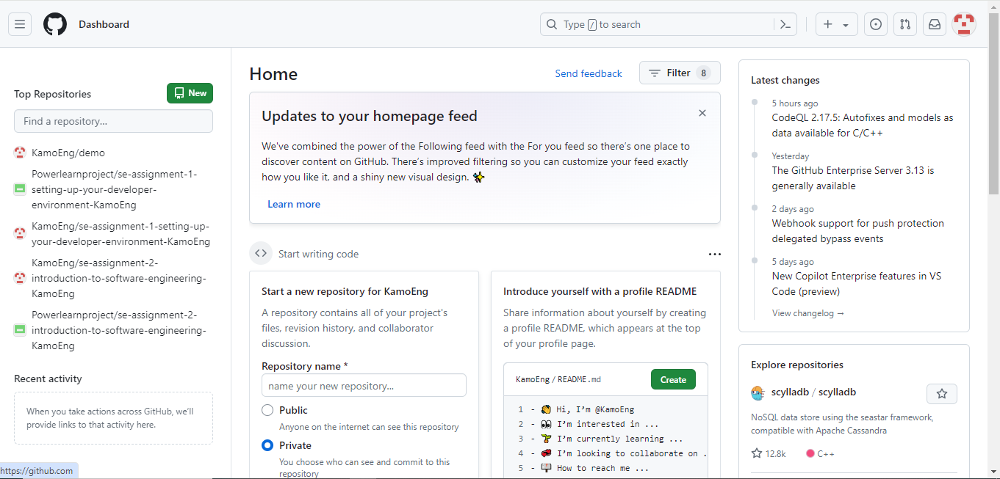 Dashboard
Type / to search
Top Repositories
New
Find a repository...
KamoEng/demo
Powerlearnproject/se-assignment-1-
setting-up-your-developer-
environment-KamoEng
KamoEng/se-assignment-1-setting-up-
your-developer-environment-KamoEng
KamoEng/se-assignment-2-
introduction-to-software-engineering-
KamoEng
Powerlearnproject/se-assignment-2-
introduction-to-software-engineering-
KamoEng
Recent activity
When you take actions across GitHub, we'll
provide links to that activity here.
https://github.com
Home
Send feedback
Filter 8
Updates to your homepage feed
We've combined the power of the Following feed with the For you feed so there's one place to
discover content on GitHub. There's improved filtering so you can customize your feed exactly
how you like it, and a shiny new visual design. ✨
Learn more
Start writing code
Start a new repository for KamoEng
A repository contains all of your project's
files, revision history, and collaborator
discussion.
Repository name *
name your new repository...
Public
Anyone on the internet can see this repository
Private
You choose who can see and commit to this
repository
Introduce yourself with a profile README
Share information about yourself by creating
a profile README, which appears at the top
of your profile page.
KamoEng / README.md
Create
1 - 👋 Hi, I'm @KamoEng
2 - 👀 I'm interested in ...
3 - 🌱 I'm currently learning ...
4 - 💞️ I'm looking to collaborate on .
5 - 📫 How to reach me ...
Latest changes
5 hours ago
CodeQL 2.17.5: Autofixes and models as
data available for C/C++
Yesterday
The GitHub Enterprise Server 3.13 is
generally available
2 days ago
Webhook support for push protection
delegated bypass events
5 days ago
New Copilot Enterprise features in VS
Code (preview)
View changelog →
Explore repositories
scylladb / scylladb
NoSQL data store using the seastar framework,
compatible with Apache Cassandra
12.8k
C++